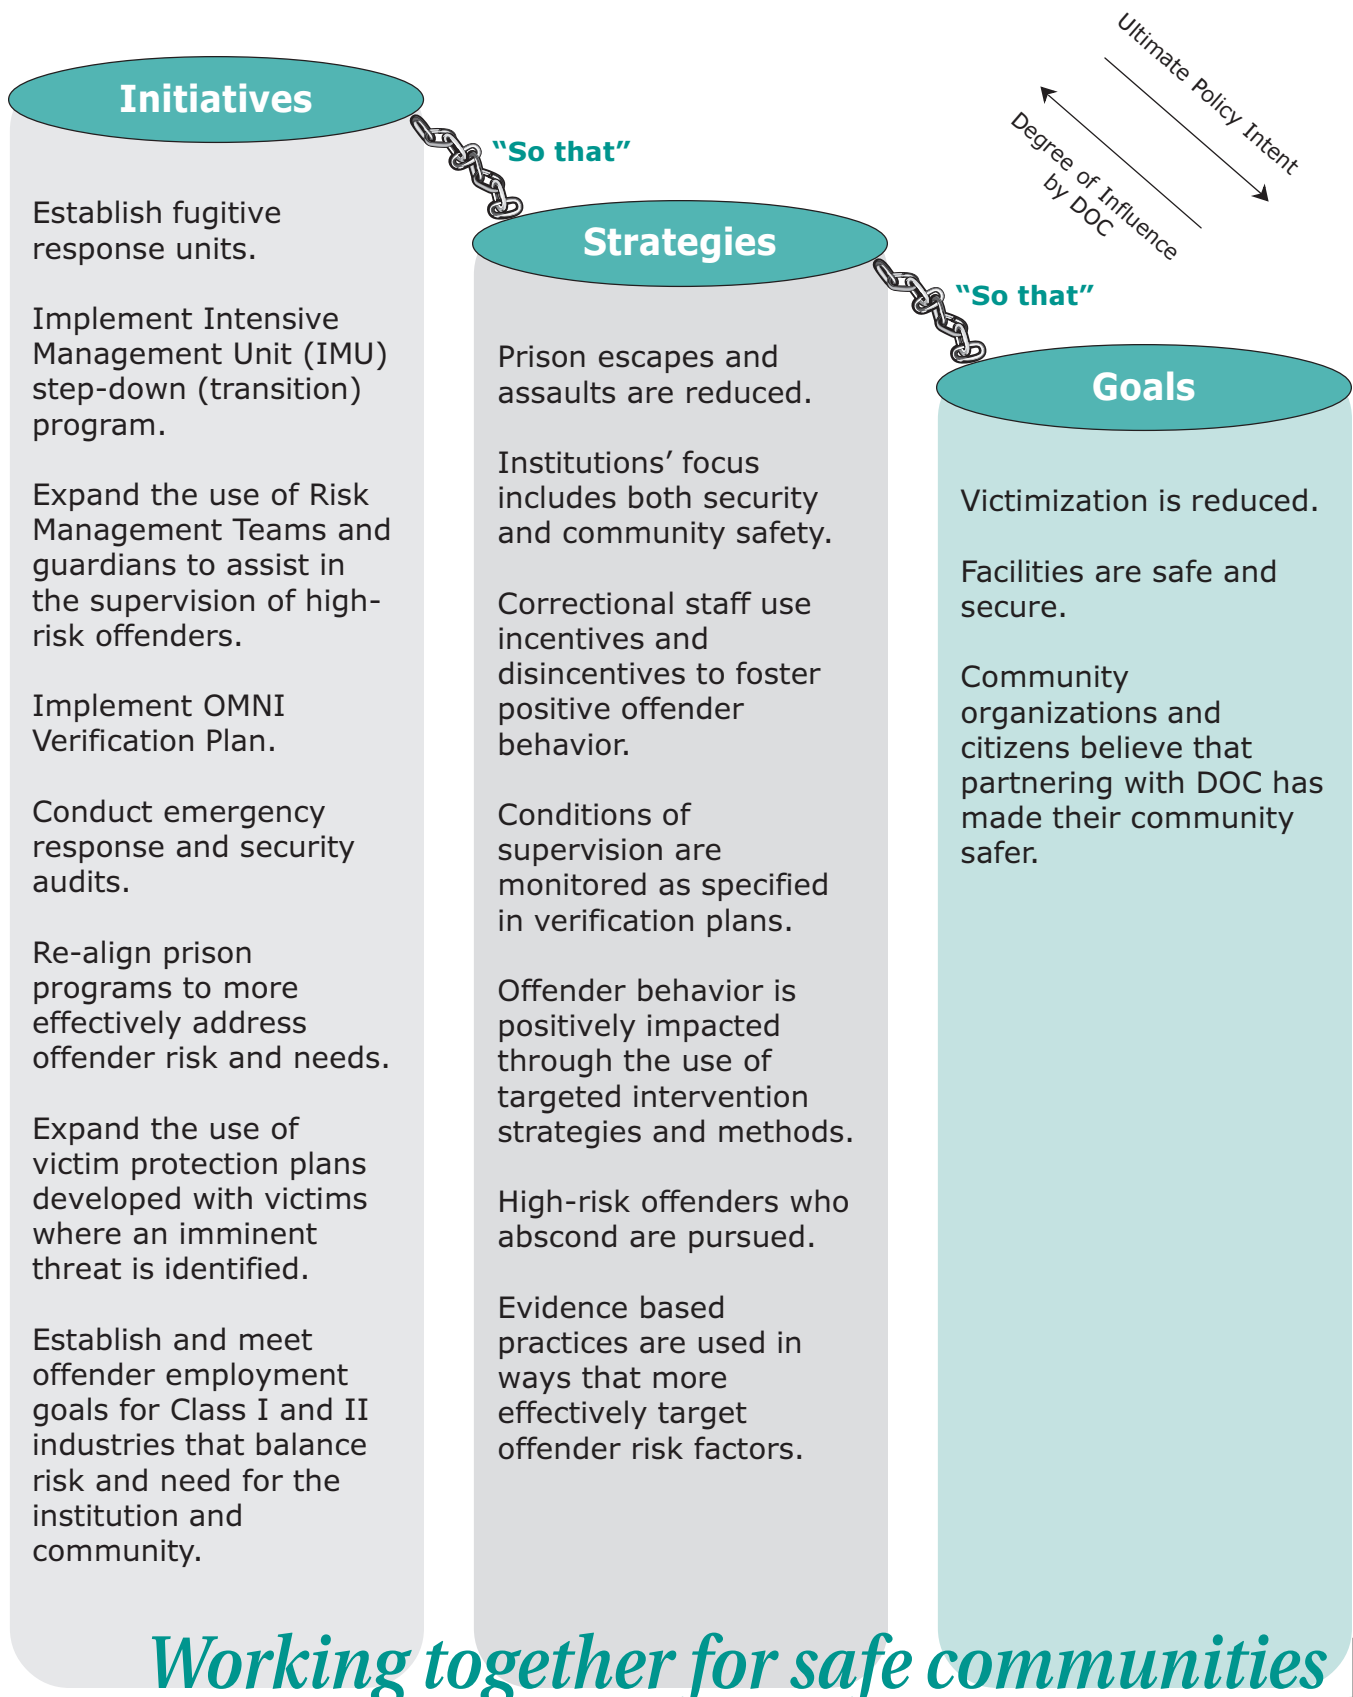 Ultimate Policy Intent
Degree of Influence
by DOC
Initiatives
Establish fugitive
response units.
Implement Intensive
Management Unit (IMU)
step-down (transition)
program.
Expand the use of Risk
Management Teams and
guardians to assist in
the supervision of high-
risk offenders.
Implement OMNI
Verification Plan.
Conduct emergency
response and security
audits.
Re-align prison
programs to more
effectively address
offender risk and needs.
Expand the use of
victim protection plans
developed with victims
where an imminent
threat is identified.
Establish and meet
offender employment
goals for Class I and II
industries that balance
risk and need for the
institution and
community.
“So that”
Strategies
Prison escapes and
assaults are reduced.
Institutions’ focus
includes both security
and community safety.
Correctional staff use
incentives and
disincentives to foster
positive offender
behavior.
Conditions of
supervision are
monitored as specified
in verification plans.
Offender behavior is
positively impacted
through the use of
targeted intervention
strategies and methods.
High-risk offenders who
abscond are pursued.
Evidence based
practices are used in
ways that more
effectively target
offender risk factors.
“So that”
Goals
Victimization is reduced.
Facilities are safe and
secure.
Community
organizations and
citizens believe that
partnering with DOC has
made their community
safer.
Working together for safe communities